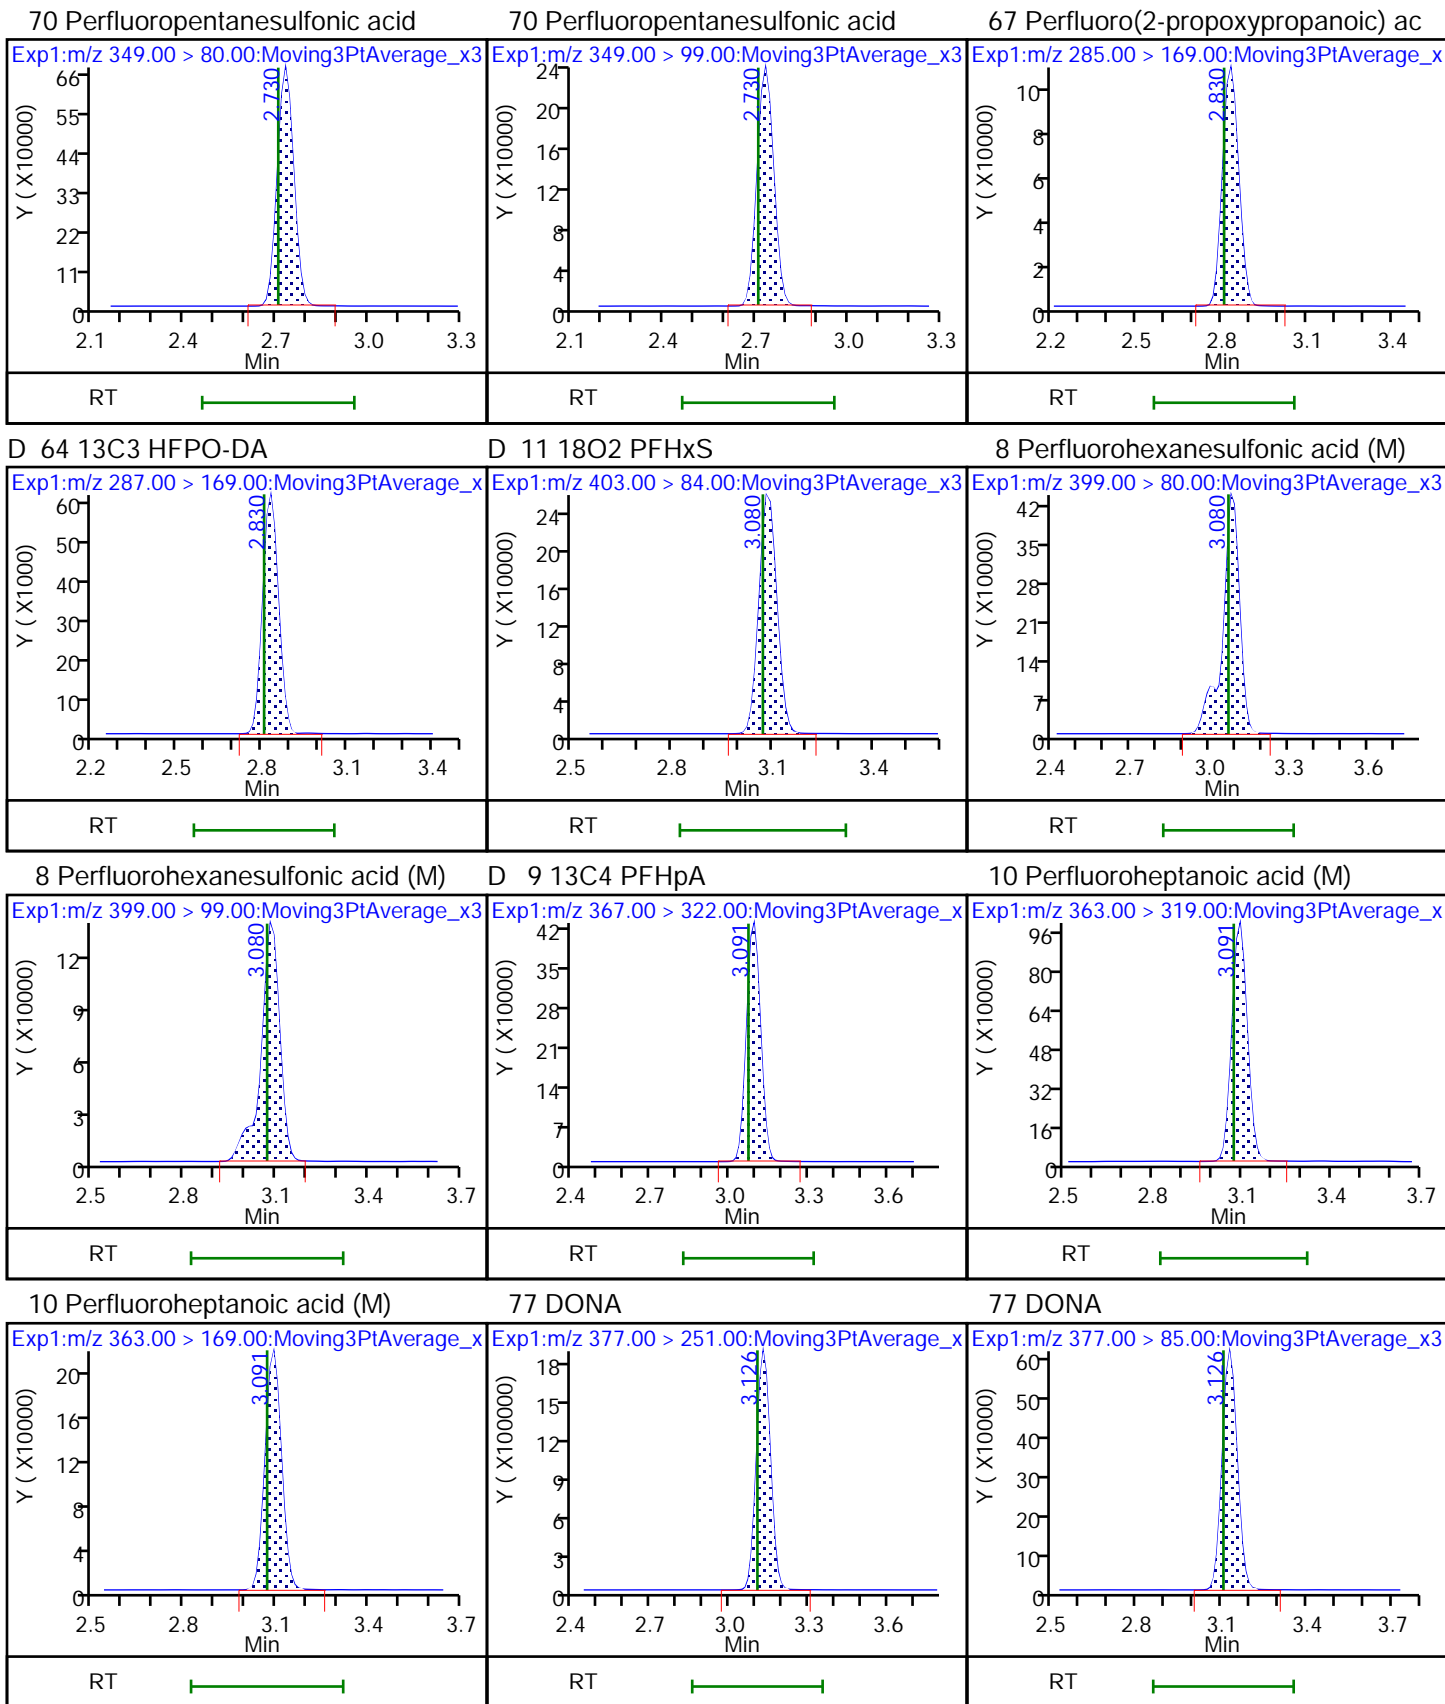 70 Perfluoropentanesulfonic acid
Exp1:m/z 349.00 > 80.00:Moving3PtAverage_x3
2.730
Y ( X10000)
66
55
44
33
22
11
0
2.1 2.4 2.7 3.0 3.3
Min
RT
70 Perfluoropentanesulfonic acid
Exp1:m/z 349.00 > 99.00:Moving3PtAverage_x3
2.730
Y ( X10000)
24
20
16
12
8
4
0
2.1 2.4 2.7 3.0 3.3
Min
RT
67 Perfluoro(2-propoxypropanoic) ac
Exp1:m/z 285.00 > 169.00:Moving3PtAverage_x
2.830
Y ( X10000)
10
8
6
4
2
0
2.2 2.5 2.8 3.1 3.4
Min
RT
D 64 13C3 HFPO-DA
Exp1:m/z 287.00 > 169.00:Moving3PtAverage_x
2.830
Y ( X1000)
60
50
40
30
20
10
0
2.2 2.5 2.8 3.1 3.4
Min
RT
D 11 18O2 PFHxS
Exp1:m/z 403.00 > 84.00:Moving3PtAverage_x3
3.080
Y ( X10000)
24
20
16
12
8
4
0
2.5 2.8 3.1 3.4
Min
RT
8 Perfluorohexanesulfonic acid (M)
Exp1:m/z 399.00 > 80.00:Moving3PtAverage_x3
3.080
Y ( X10000)
42
35
28
21
14
7
0
2.4 2.7 3.0 3.3 3.6
Min
RT
8 Perfluorohexanesulfonic acid (M)
Exp1:m/z 399.00 > 99.00:Moving3PtAverage_x3
3.080
Y ( X10000)
12
9
6
3
0
2.5 2.8 3.1 3.4 3.7
Min
RT
D 9 13C4 PFHpA
Exp1:m/z 367.00 > 322.00:Moving3PtAverage_x
3.091
Y ( X10000)
42
35
28
21
14
7
0
2.4 2.7 3.0 3.3 3.6
Min
RT
10 Perfluoroheptanoic acid (M)
Exp1:m/z 363.00 > 319.00:Moving3PtAverage_x
3.091
Y ( X10000)
96
80
64
48
32
16
0
2.5 2.8 3.1 3.4 3.7
Min
RT
10 Perfluoroheptanoic acid (M)
Exp1:m/z 363.00 > 169.00:Moving3PtAverage_x
3.091
Y ( X10000)
20
16
12
8
4
0
2.5 2.8 3.1 3.4 3.7
Min
RT
77 DONA
Exp1:m/z 377.00 > 251.00:Moving3PtAverage_x
3.126
Y ( X100000)
18
15
12
9
6
3
0
2.4 2.7 3.0 3.3 3.6
Min
RT
77 DONA
Exp1:m/z 377.00 > 85.00:Moving3PtAverage_x3
3.126
Y ( X10000)
60
50
40
30
20
10
0
2.5 2.8 3.1 3.4 3.7
Min
RT